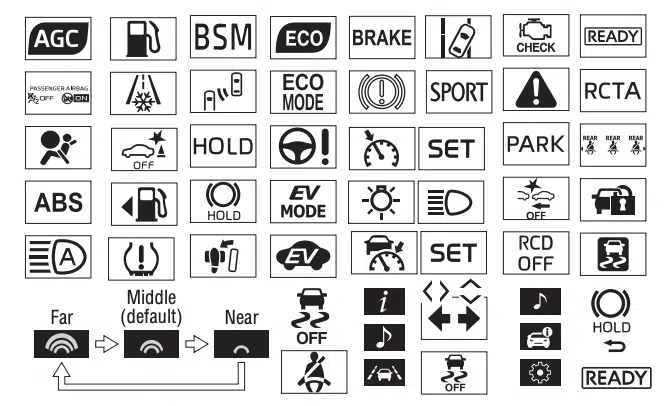 AGC
BSM
ECO
BRAKE
CHECK
READY
PASSENGER AIRBAG
OFF ON
ECO
MODE
SPORT
RCTA
OFF
HOLD
SET
PARK
REAR REAR REAR
ABS
HOLD
EV
MODE
OFF
A
EV
SET
RCD
OFF
Far
Middle
(default)
Near
OFF
i
OFF
i
HOLD
READY